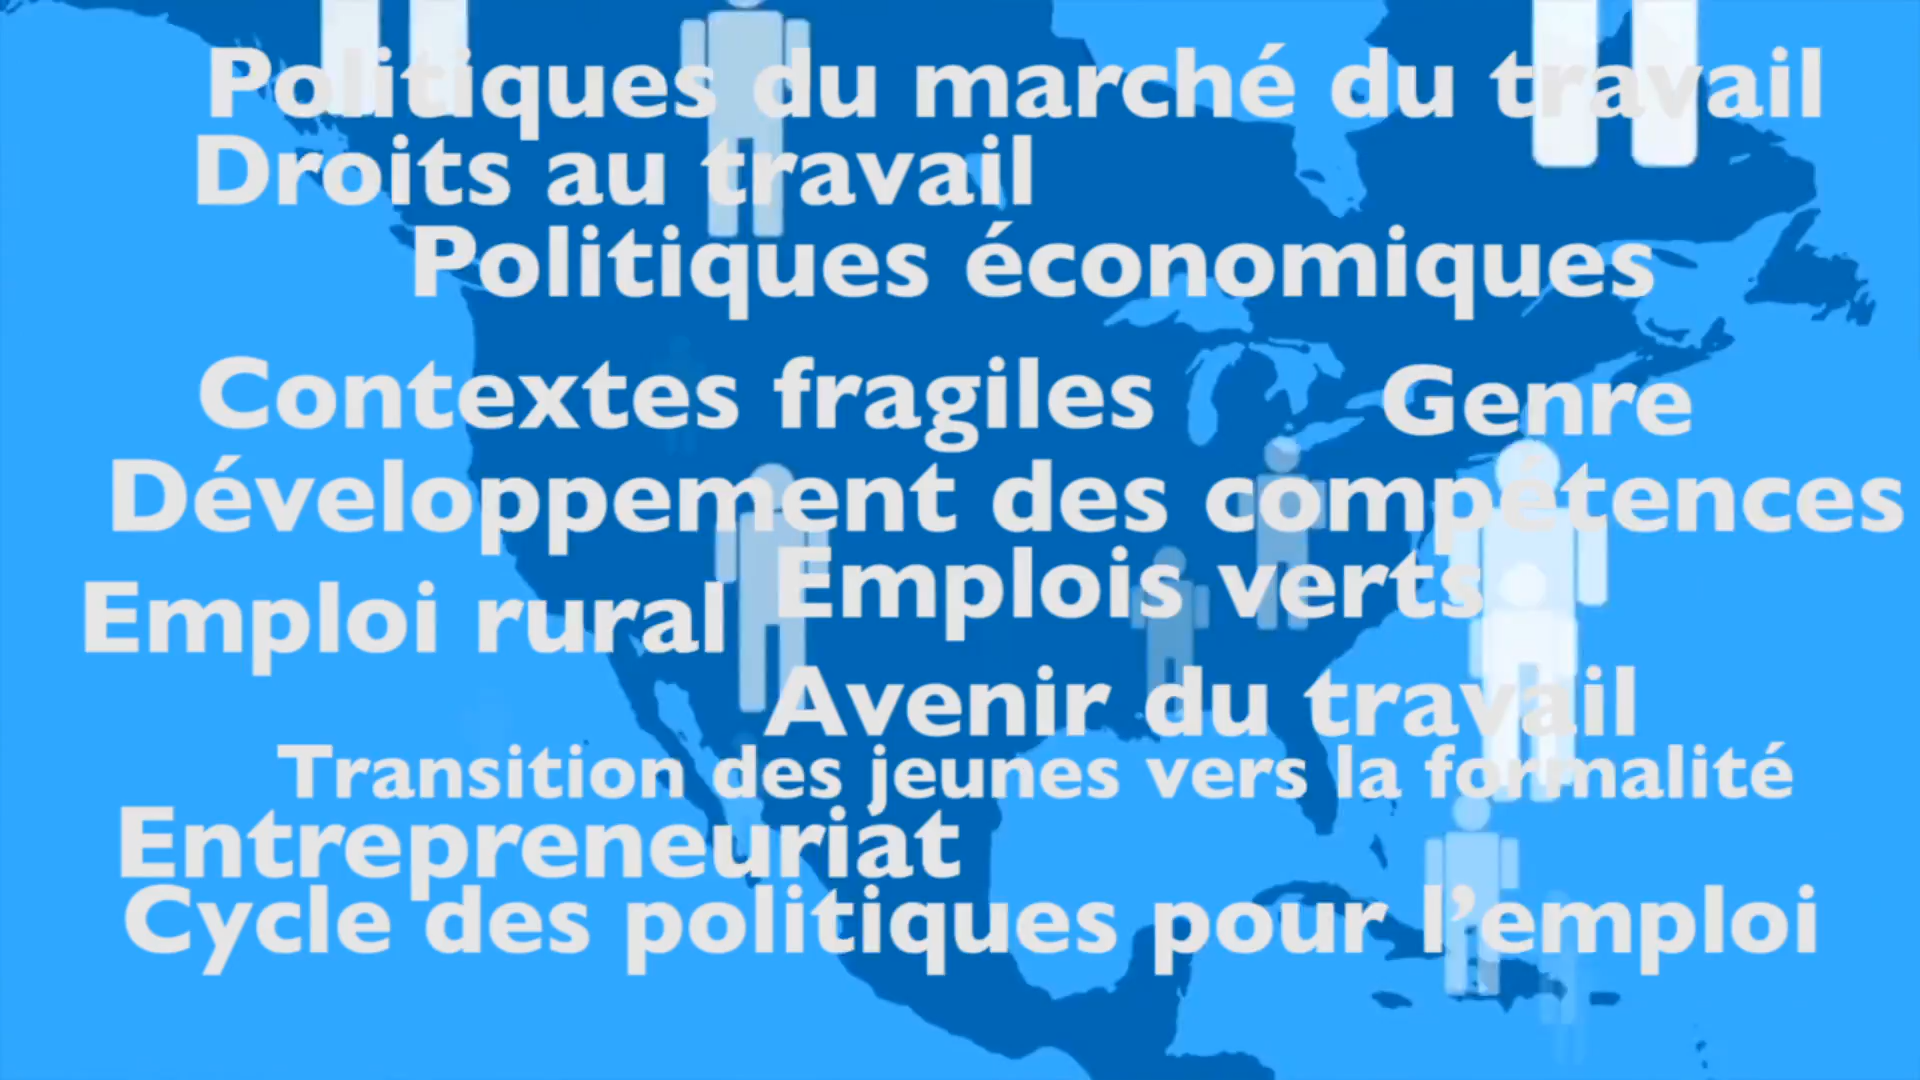 Politiques du marché du travail
Droits au travail
Politiques économiques
Contextes fragiles
Genre
Développement des compétences
Emplois verts
Emploi rural
Avenir du travail
Transition des jeunes vers la formalité
Entrepreneuriat
Cycle des politiques pour l’emploi